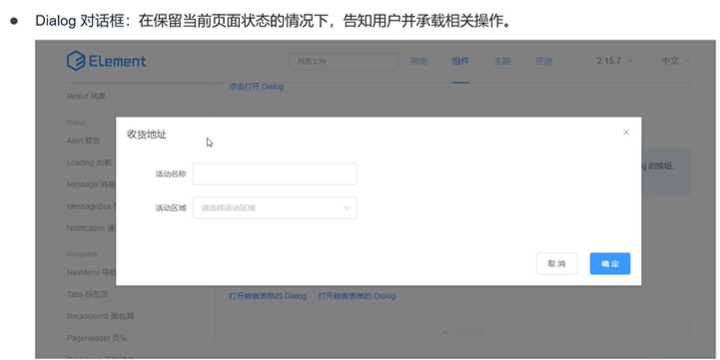 ● Dialog 对话框：在保留当前页面状态的情况下，告知用户并承载相关操作。
Element
搜索文档
指南
组件
主题
资源
2.15.7
中文
Result 结果
点击打开 Dialog
Notice
Alert 警告
Loading 加载
Message 消息
MessageBox
Notification 通
Navigation
NavMenu 导航
Tabs 标签页
Breadcrumb 面包屑
PageHeader 页头
收货地址
×
活动名称
活动区域
请选择活动区域
取 消
确 定
g 的按钮,
打开嵌套表格的 Dialog
打开嵌套表单的 Dialog